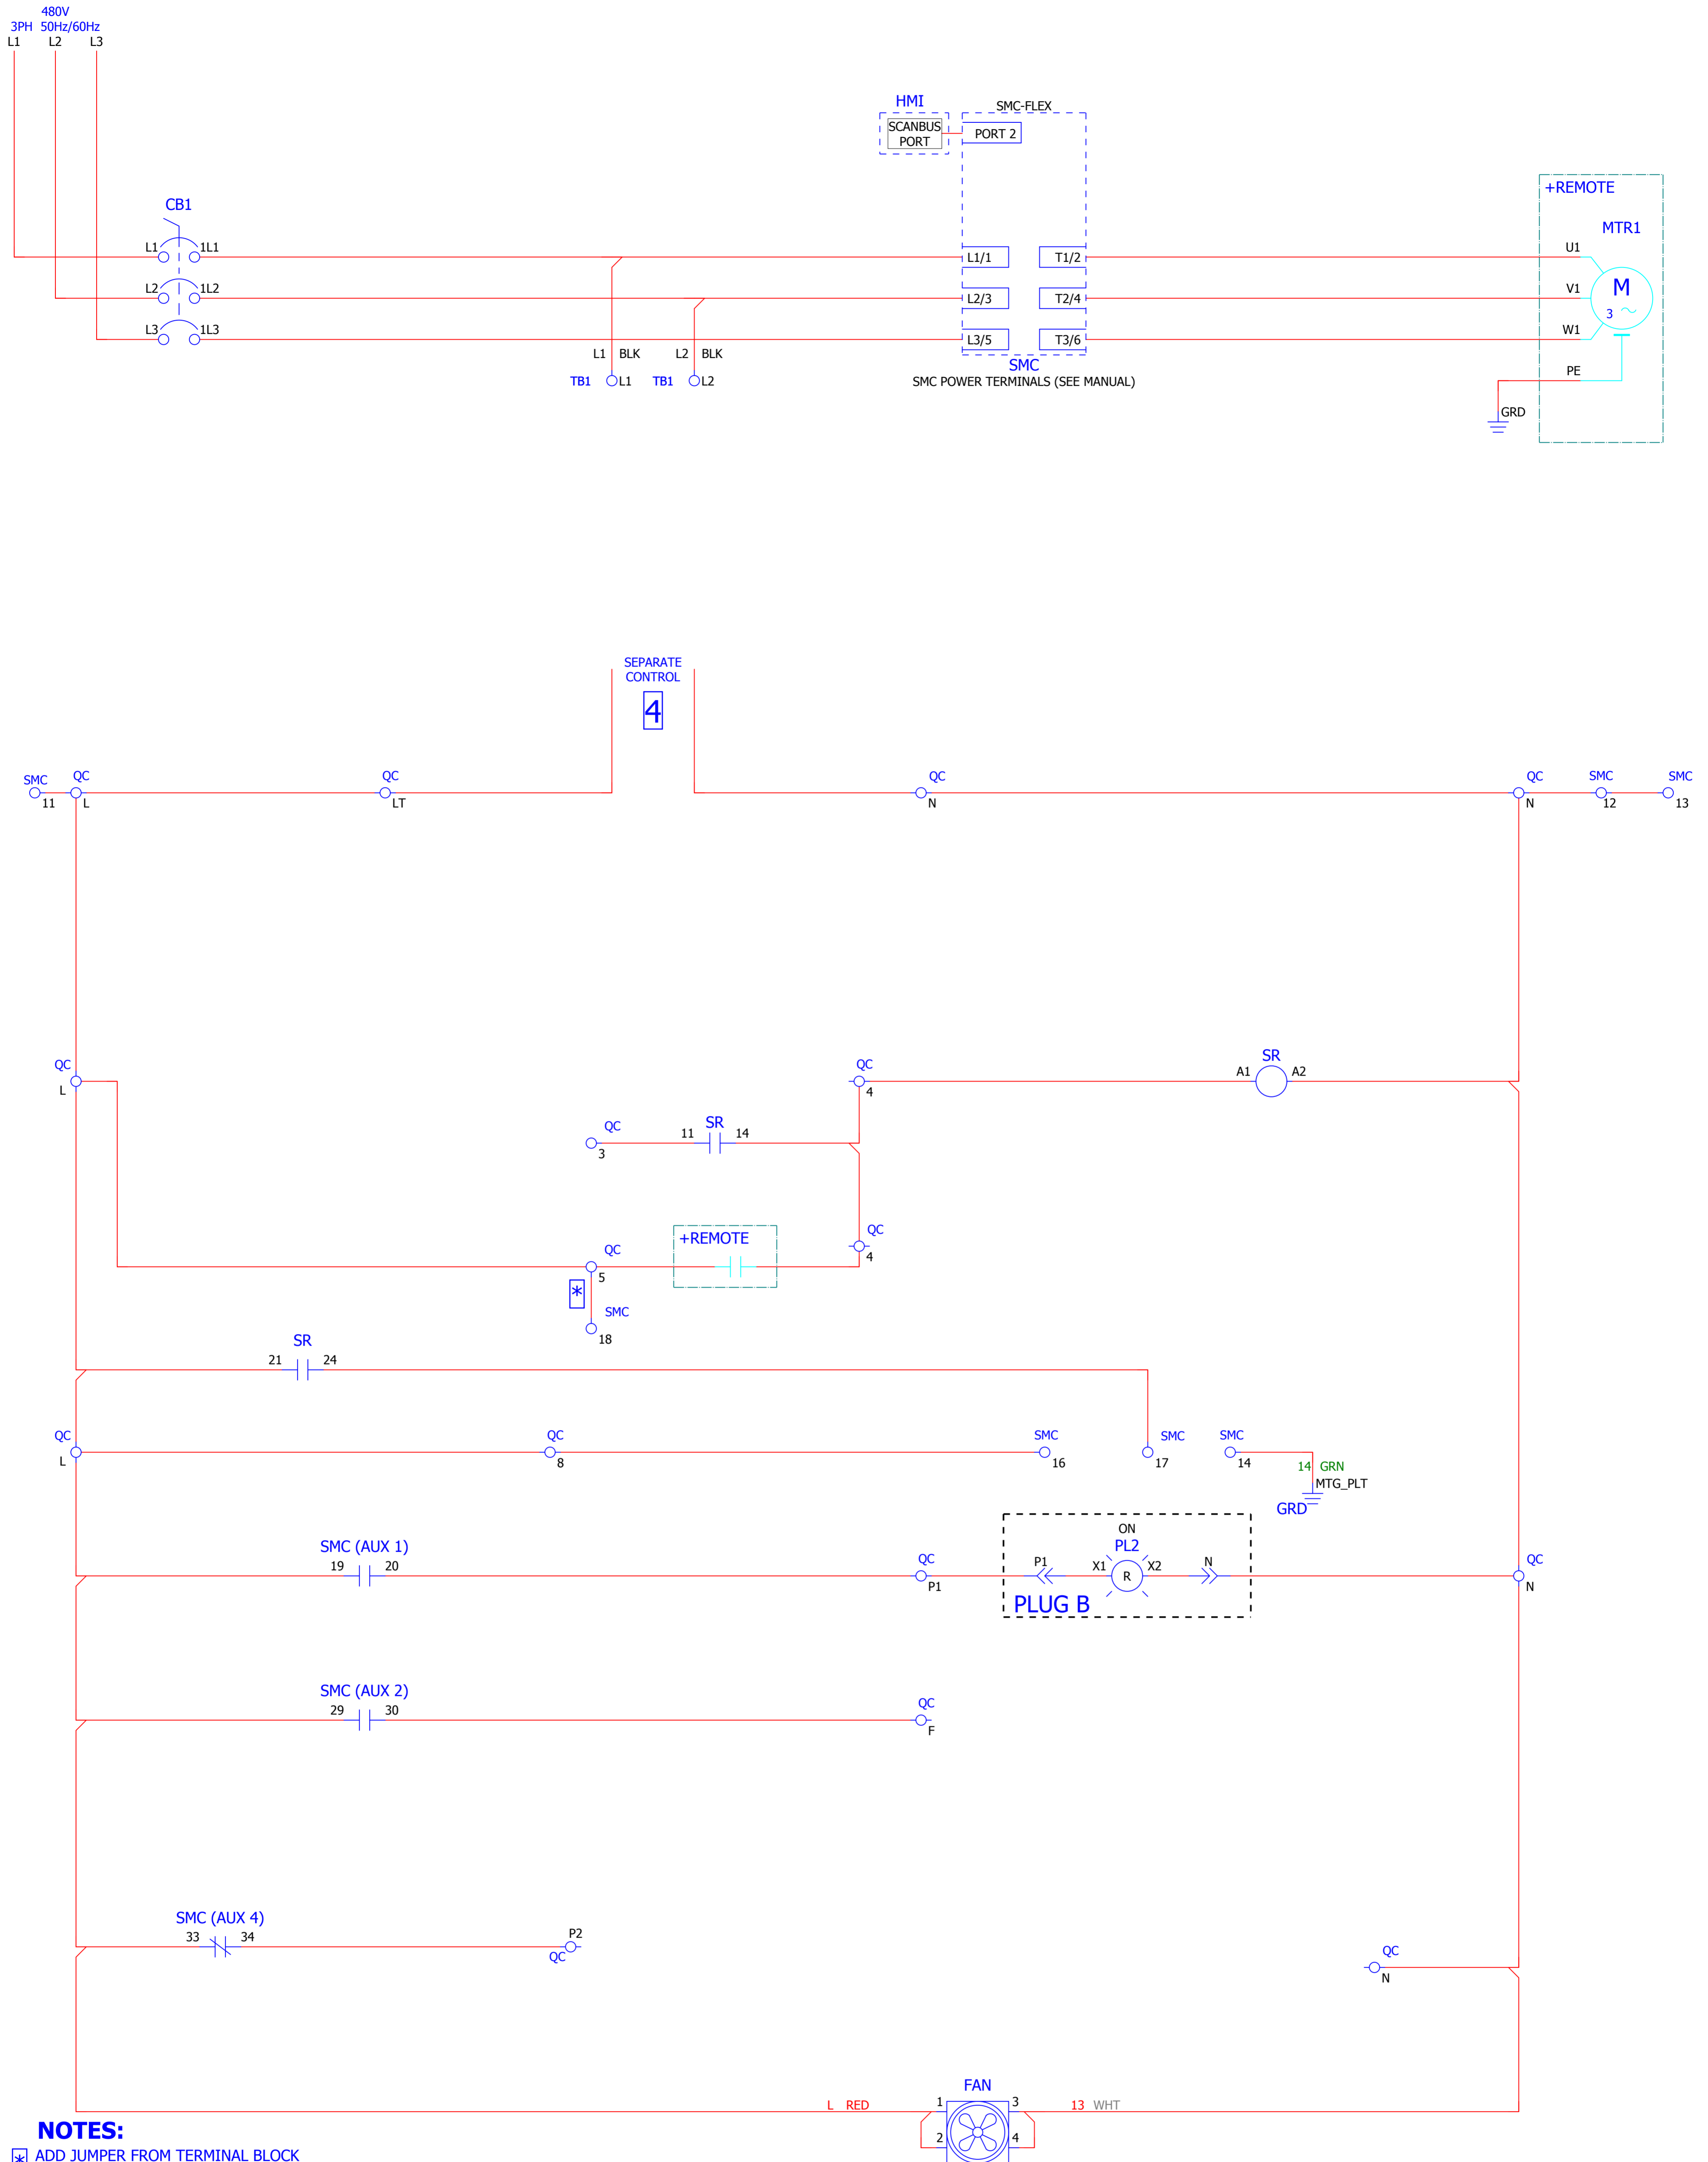 480V
3PH 50Hz/60Hz
L1 L2 L3
HMI
SCANBUS
PORT
SMC-FLEX
PORT 2
+REMOTE
MTR1
CB1
L1 1L1
L2 1L2
L3 1L3
L1/1 T1/2
L2/3 T2/4
L3/5 T3/6
U1
V1
W1
M
3
PE
GRD
L1 BLK L2 BLK
TB1 L1 TB1 L2
SMC
SMC POWER TERMINALS (SEE MANUAL)
SEPARATE
CONTROL
4
SMC QC QC QC QC SMC SMC
11 L LT N N 12 13
QC QC SR
L 4 A1 A2
QC SR
3 11 14
QC
4
QC +REMOTE
5
*
SMC
18
SR
21 24
QC QC SMC SMC SMC
L 8 16 17 14
14 GRN
MTG_PLT
GRD
SMC (AUX 1)
19 20
QC
P1
ON
PL2
P1 X1 R X2 N
PLUG B
QC
N
SMC (AUX 2)
29 30
QC
F
SMC (AUX 4)
33 34
P2
QC
QC
N
FAN
L RED 1 3 13 WHT
2 4
NOTES:
* ADD JUMPER FROM TERMINAL BLOCK